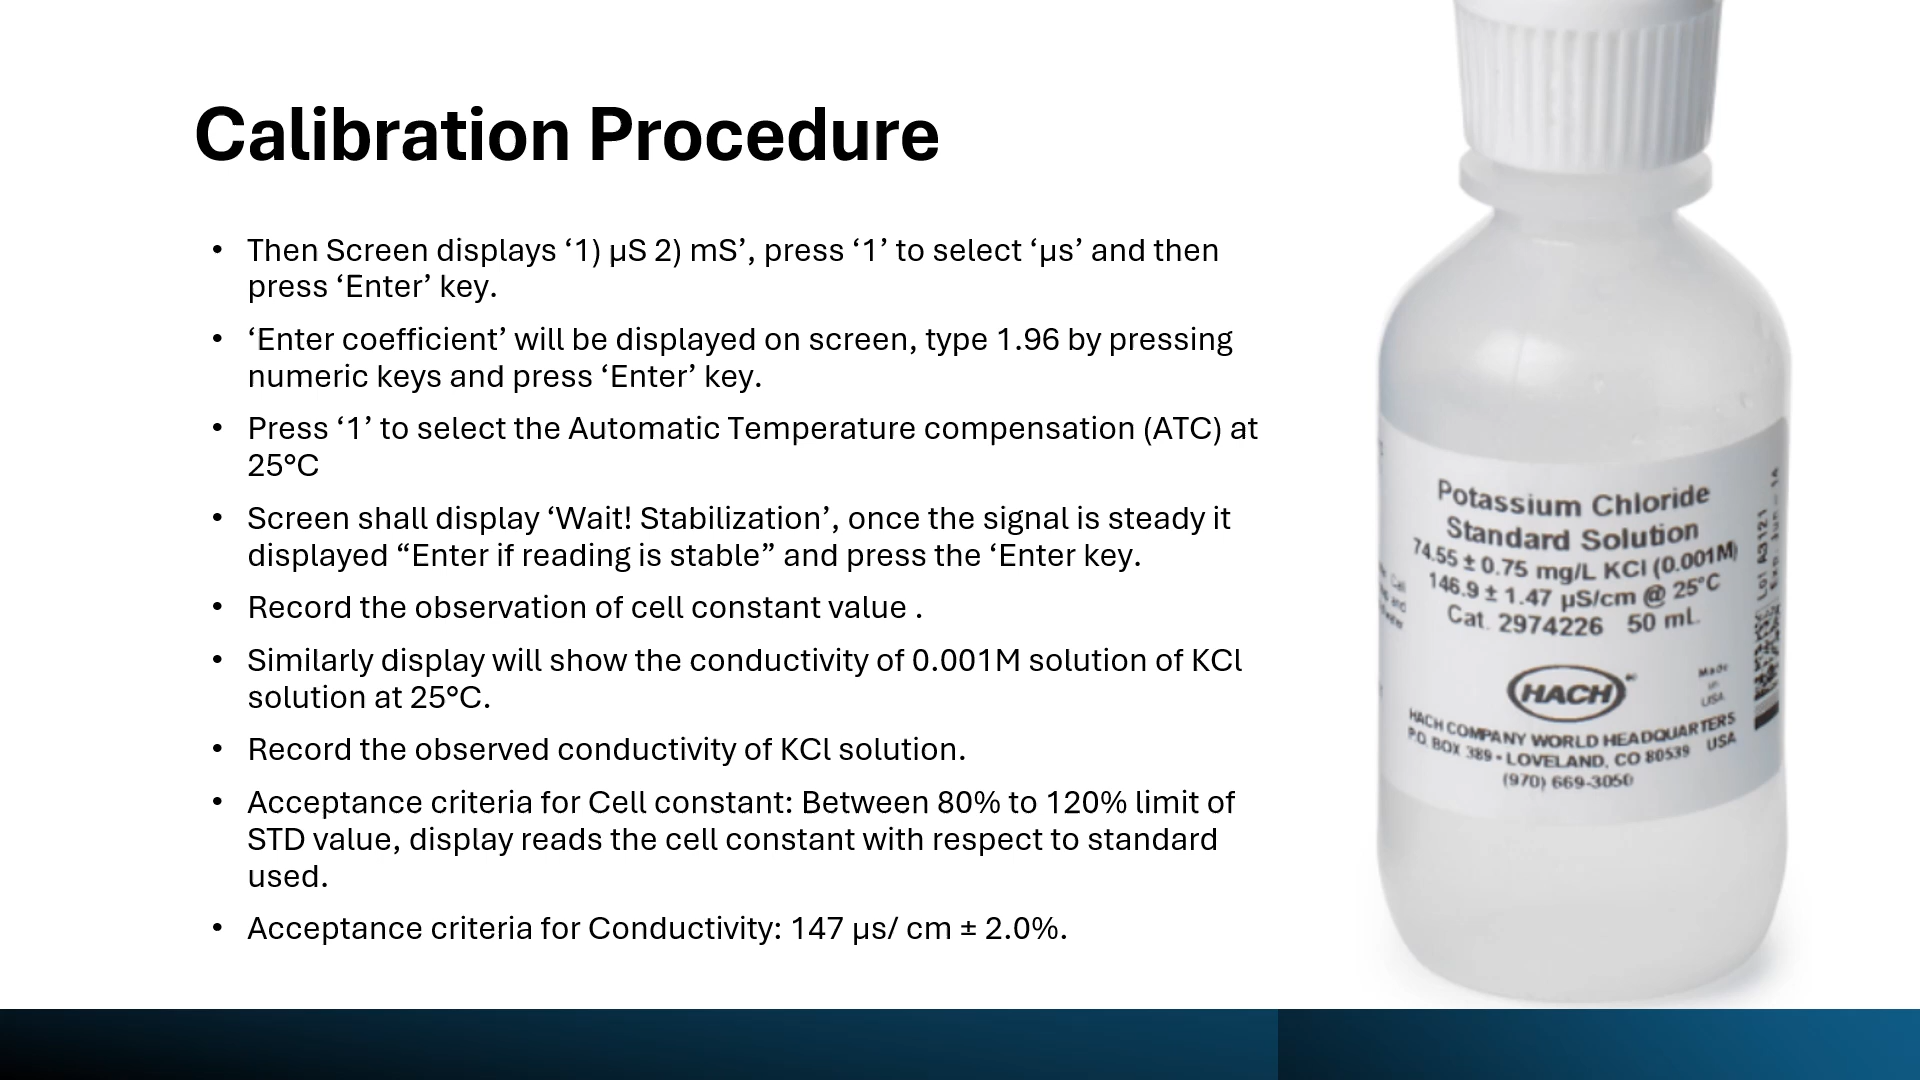 Calibration Procedure
• Then Screen displays ‘1) µS 2) mS’, press ‘1’ to select ‘µs’ and then
press ‘Enter’ key.
• ‘Enter coefficient’ will be displayed on screen, type 1.96 by pressing
numeric keys and press ‘Enter’ key.
• Press ‘1’ to select the Automatic Temperature compensation (ATC) at
25°C
• Screen shall display ‘Wait! Stabilization’, once the signal is steady it
displayed “Enter if reading is stable” and press the ‘Enter key.
• Record the observation of cell constant value .
• Similarly display will show the conductivity of 0.001M solution of KCl
solution at 25°C.
• Record the observed conductivity of KCl solution.
• Acceptance criteria for Cell constant: Between 80% to 120% limit of
STD value, display reads the cell constant with respect to standard
used.
• Acceptance criteria for Conductivity: 147 µs/ cm ± 2.0%.
Potassium Chloride
Standard Solution
74.55 ± 0.75 mg/L KCl (0.001M)
146.9 ± 1.47 µS/cm @ 25°C
Cat. 2974226 50 mL.
HACH
Made
in
USA
HACH COMPANY WORLD HEADQUARTERS
P.O. BOX 389 • LOVELAND, CO 80539 USA
(970) 669-3050
Lot A3121